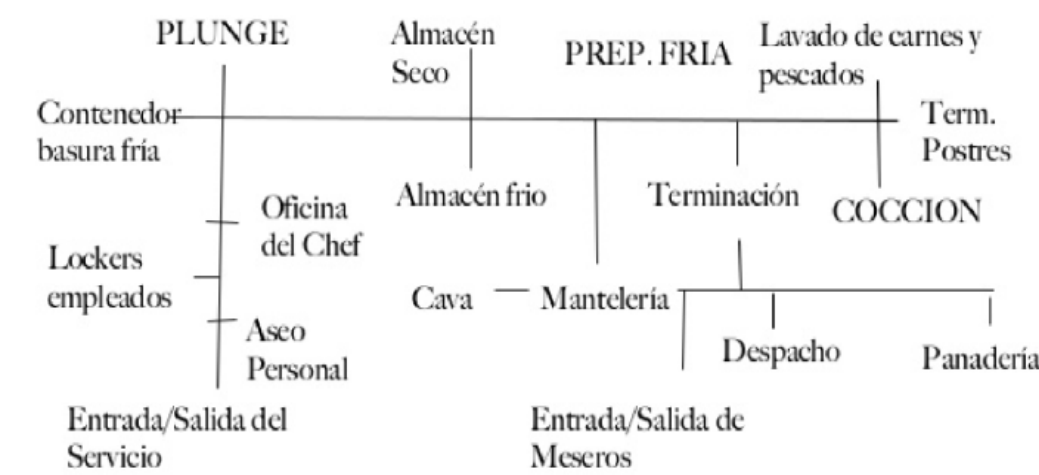 PLUNGE
Almacén
Seco
PREP. FRIA
Lavado de carnes y
pescados
Contenedor
basura fría
Term.
Postres
Almacén frio
Terminación
COCCION
Oficina
del Chef
Lockers
empleados
Cava
Mantelería
Aseo
Personal
Despacho
Panadería
Entrada/Salida del
Servicio
Entrada/Salida de
Meseros